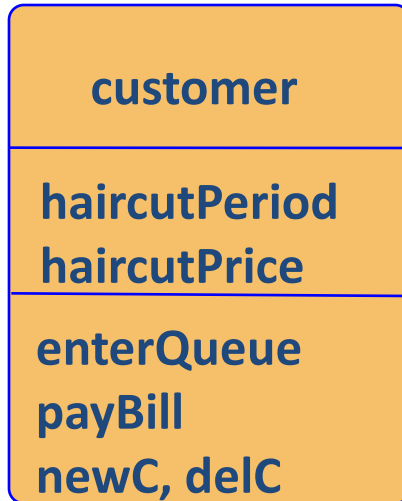 customer
haircutPeriod
haircutPrice
enterQueue
payBill
newC, delC